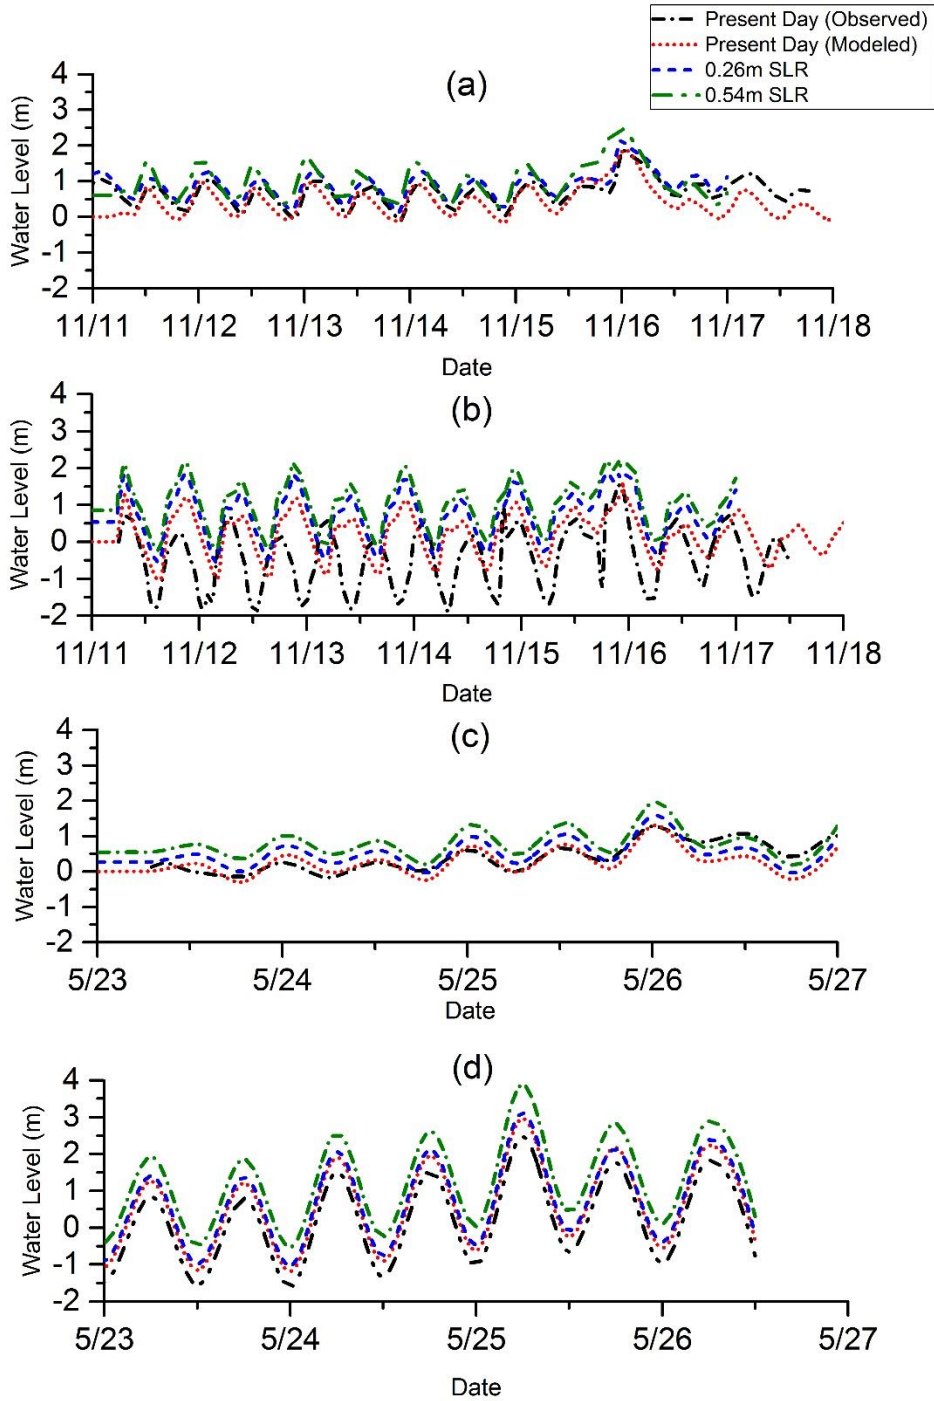 Present Day (Observed)
Present Day (Modeled)
0.26m SLR
0.54m SLR
(a)
Water Level (m)
4
3
2
1
0
-1
-2
11/11 11/12 11/13 11/14 11/15 11/16 11/17 11/18
Date
(b)
Water Level (m)
4
3
2
1
0
-1
-2
11/11 11/12 11/13 11/14 11/15 11/16 11/17 11/18
Date
(c)
Water Level (m)
4
3
2
1
0
-1
-2
5/23 5/24 5/25 5/26 5/27
Date
(d)
Water Level (m)
4
3
2
1
0
-1
-2
5/23 5/24 5/25 5/26 5/27
Date